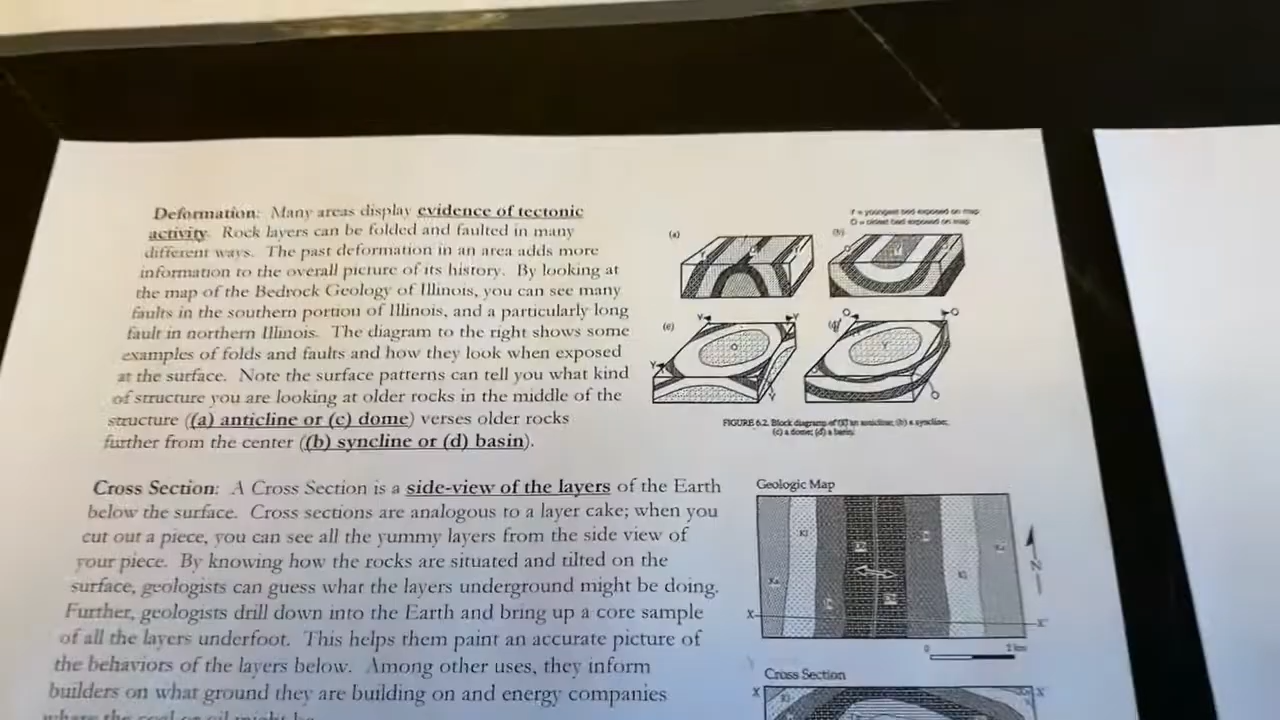 Deformation: Many areas display evidence of tectonic
activity. Rock layers can be folded and faulted in many
different ways. The past deformation in an area adds more
information to the overall picture of its history. By looking at
the map of the Bedrock Geology of Illinois, you can see many
faults in the southern portion of Illinois, and a particularly long
fault in northern Illinois. The diagram to the right shows some
examples of folds and faults and how they look when exposed
at the surface. Note the surface patterns can tell you what kind
of structure you are looking at older rocks in the middle of the
structure ((a) anticline or (c) dome) verses older rocks
further from the center ((b) syncline or (d) basin).
Y = youngest bed exposed on map
O = oldest bed exposed on map
(a)
(b)
(c)
(d)
Y
Y
O
O
O
Y
Y
Y
O
FIGURE 6.2. Block diagrams of (a) an anticline; (b) a syncline;
(c) a dome; (d) a basin.
Cross Section: A Cross Section is a side-view of the layers of the Earth
below the surface. Cross sections are analogous to a layer cake; when you
cut out a piece, you can see all the yummy layers from the side view of
your piece. By knowing how the rocks are situated and tilted on the
surface, geologists can guess what the layers underground might be doing.
Further, geologists drill down into the Earth and bring up a core sample
of all the layers underfoot. This helps them paint an accurate picture of
the behaviors of the layers below. Among other uses, they inform
builders on what ground they are building on and energy companies
Geologic Map
N
X
X'
0
Cross Section
X
X'